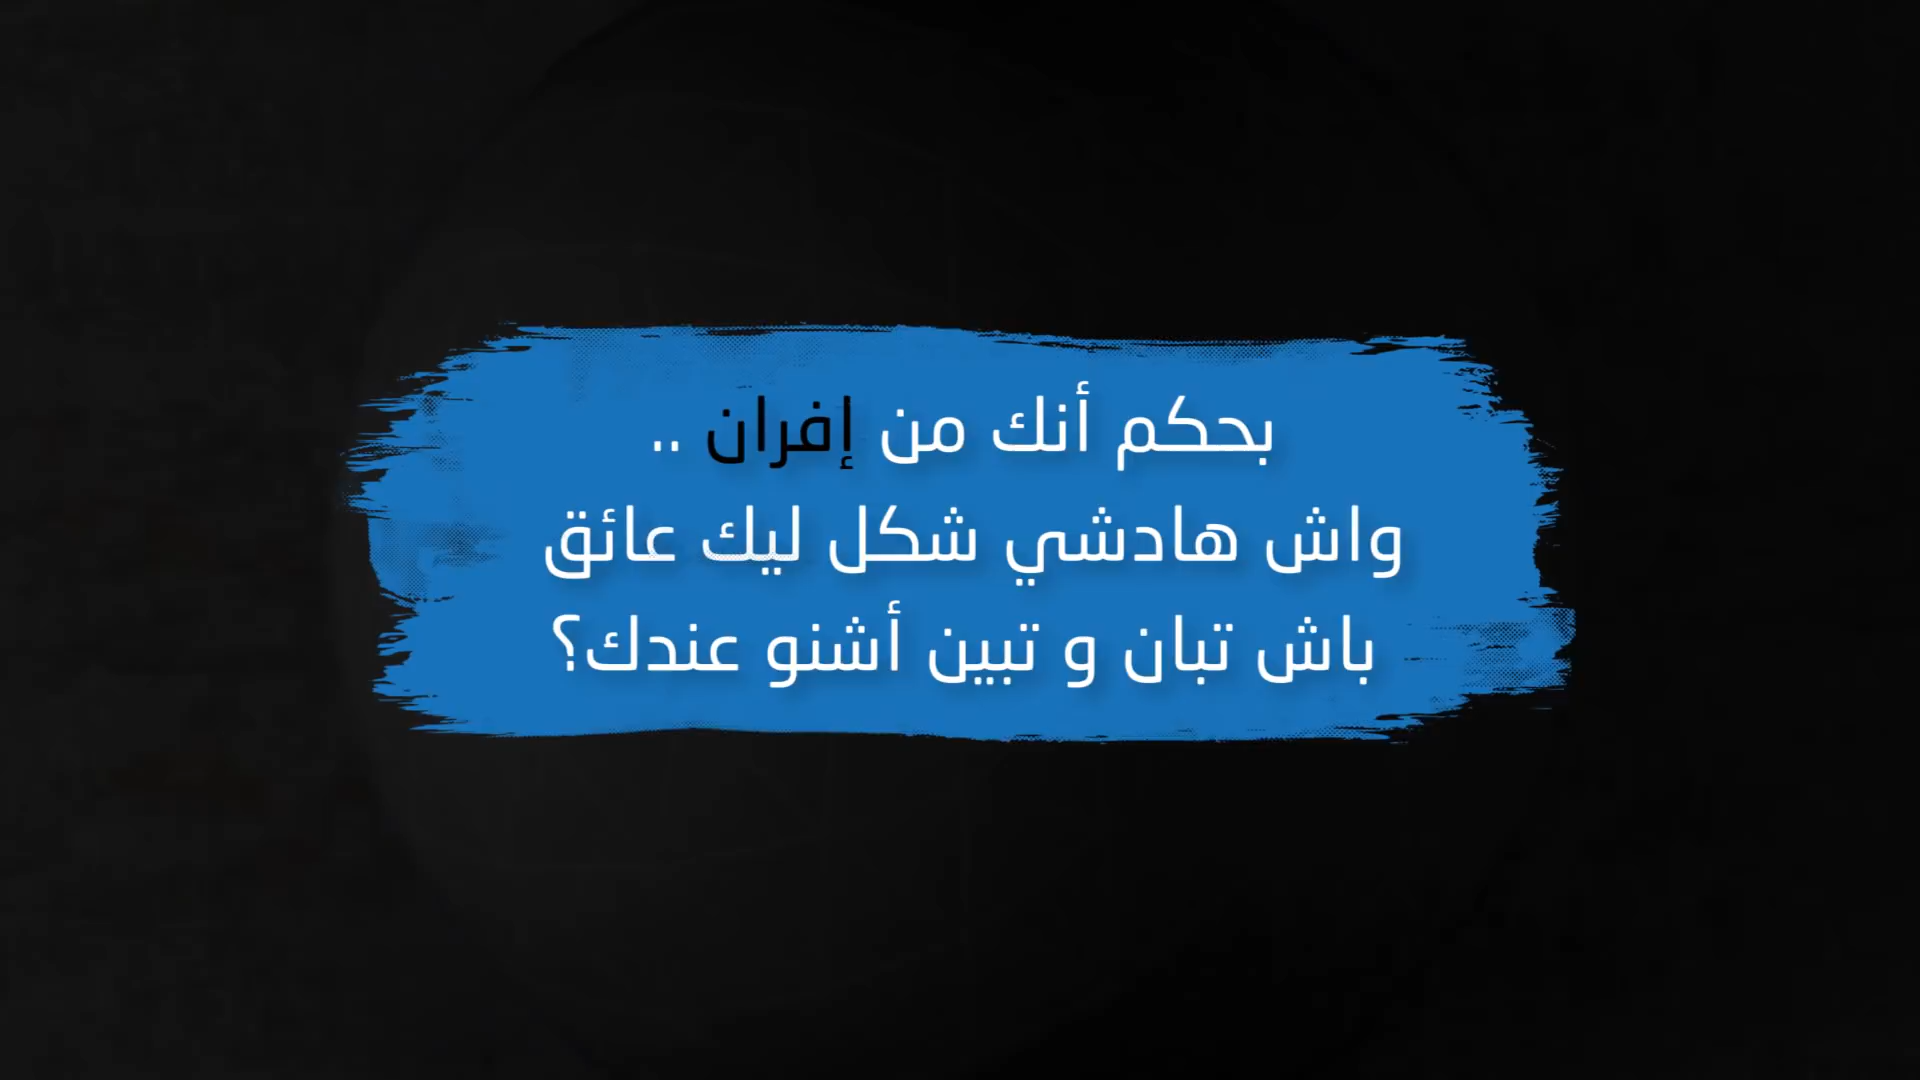 بحكم أنك من إفران ..
واش هادشي شكل ليك عائق
باش تبان و تبين أشنو عندك؟